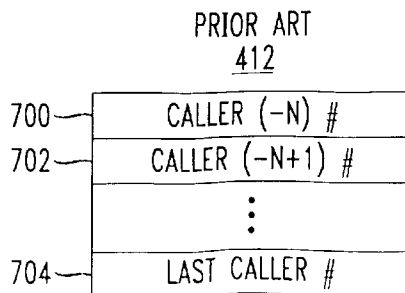 PRIOR ART
412
700 CALLER (-N) #
702 CALLER (-N+1) #
704 LAST CALLER #